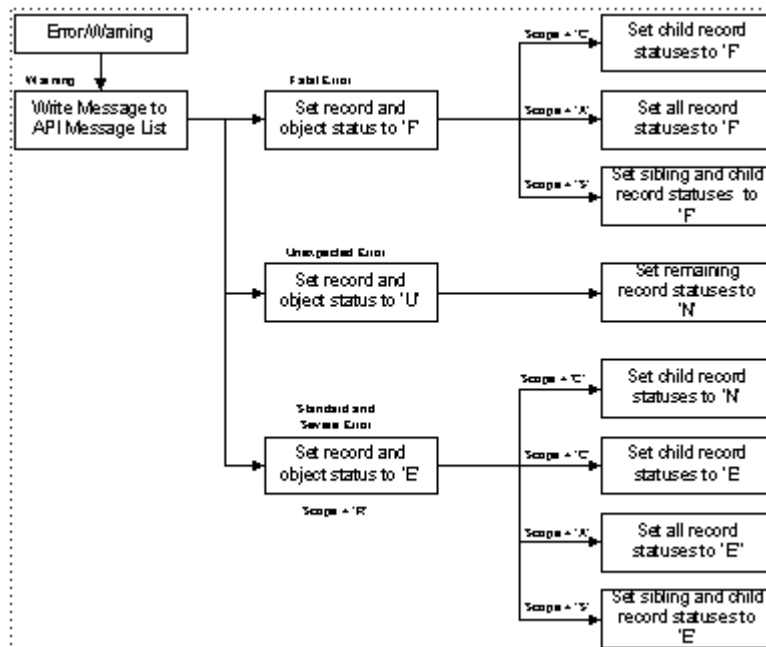 Error/Warning
Warning
Write Message to
API Message List
Fatal Error
Set record and
object status to 'F'
Scope = 'C'
Set child record
statuses to 'F'
Scope = 'A'
Set all record
statuses to 'F'
Scope = 'S'
Set sibling and child
record statuses to
'F'
Unexpected Error
Set record and
object status to 'U'
Set remaining
record statuses to
'N'
Standard and
Severe Error
Set record and
object status to 'E'
Scope = 'R'
Scope = 'C'
Set child record
statuses to 'N'
Scope = 'C'
Set child record
statuses to 'E
Scope = 'A'
Set all record
statuses to 'E'
Scope = 'S'
Set sibling and child
record statuses to
'E'